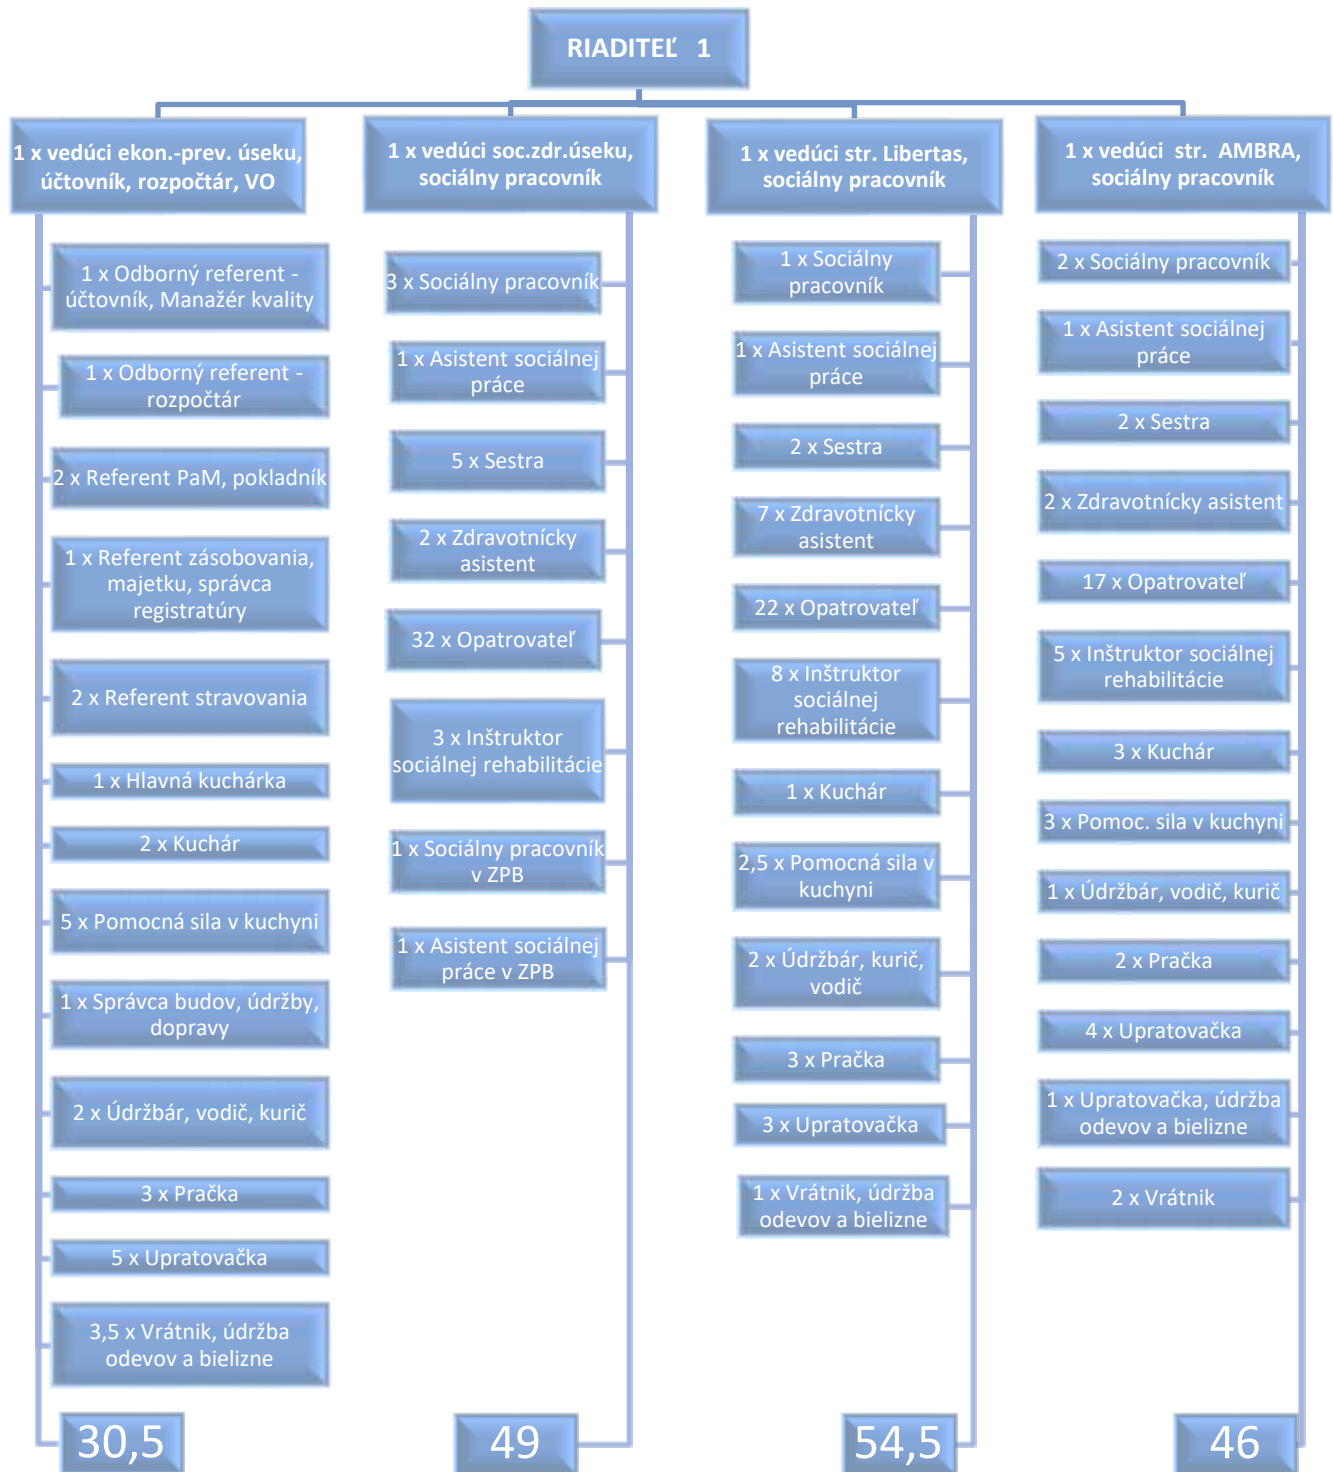 RIADITEĽ 1
1 x vedúci ekon.-prev. úseku,
účtovník, rozpočtár, VO
1 x Odborný referent -
účtovník, Manažér kvality
1 x Odborný referent -
rozpočtár
2 x Referent PaM, pokladník
1 x Referent zásobovania,
majetku, správca
registratúry
2 x Referent stravovania
1 x Hlavná kuchárka
2 x Kuchár
5 x Pomocná sila v kuchyni
1 x Správca budov, údržby,
dopravy
2 x Údržbár, vodič, kurič
3 x Pračka
5 x Upratovačka
3,5 x Vrátnik, údržba
odevov a bielizne
30,5
1 x vedúci soc.zdr.úseku,
sociálny pracovník
3 x Sociálny pracovník
1 x Asistent sociálnej
práce
5 x Sestra
2 x Zdravotnícky
asistent
32 x Opatrovateľ
3 x Inštruktor
sociálnej rehabilitácie
1 x Sociálny pracovník
v ZPB
1 x Asistent sociálnej
práce v ZPB
49
1 x vedúci str. Libertas,
sociálny pracovník
1 x Sociálny
pracovník
1 x Asistent sociálnej
práce
2 x Sestra
7 x Zdravotnícky
asistent
22 x Opatrovateľ
8 x Inštruktor
sociálnej
rehabilitácie
1 x Kuchár
2,5 x Pomocná sila v
kuchyni
2 x Údržbár, kurič,
vodič
3 x Pračka
3 x Upratovačka
1 x Vrátnik, údržba
odevov a bielizne
54,5
1 x vedúci str. AMBRA,
sociálny pracovník
2 x Sociálny pracovník
1 x Asistent sociálnej
práce
2 x Sestra
2 x Zdravotnícky asistent
17 x Opatrovateľ
5 x Inštruktor sociálnej
rehabilitácie
3 x Kuchár
3 x Pomoc. sila v kuchyni
1 x Údržbár, vodič, kurič
2 x Pračka
4 x Upratovačka
1 x Upratovačka, údržba
odevov a bielizne
2 x Vrátnik
46